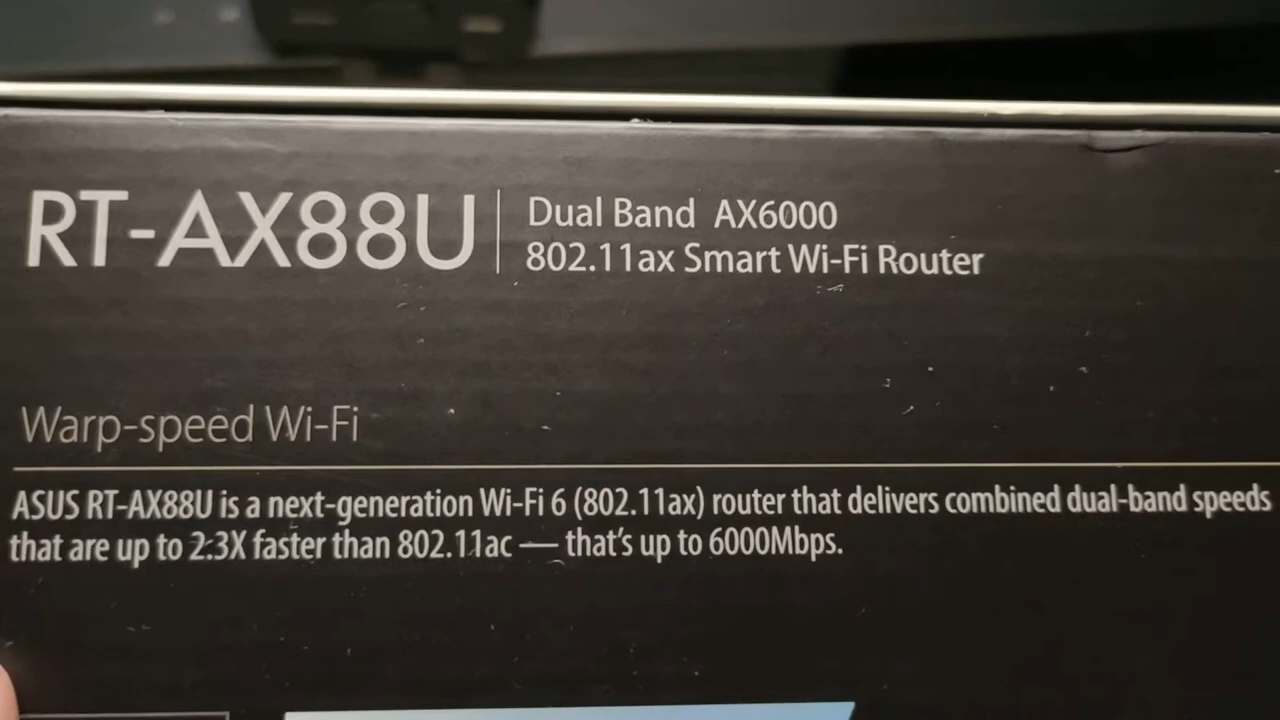 RT-AX88U
Dual Band AX6000
802.11ax Smart Wi-Fi Router
Warp-speed Wi-Fi
ASUS RT-AX88U is a next-generation Wi-Fi 6 (802.11ax) router that delivers combined dual-band speeds
that are up to 2.3X faster than 802.11ac — that's up to 6000Mbps.